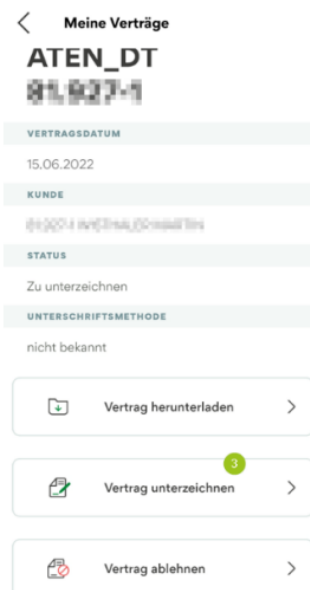 Meine Verträge
ATEN_DT
VERTRAGSDATUM
15.06.2022
KUNDE
STATUS
Zu unterzeichnen
UNTERSCHRIFTSMETHODE
nicht bekannt
Vertrag herunterladen
3
Vertrag unterzeichnen
Vertrag ablehnen